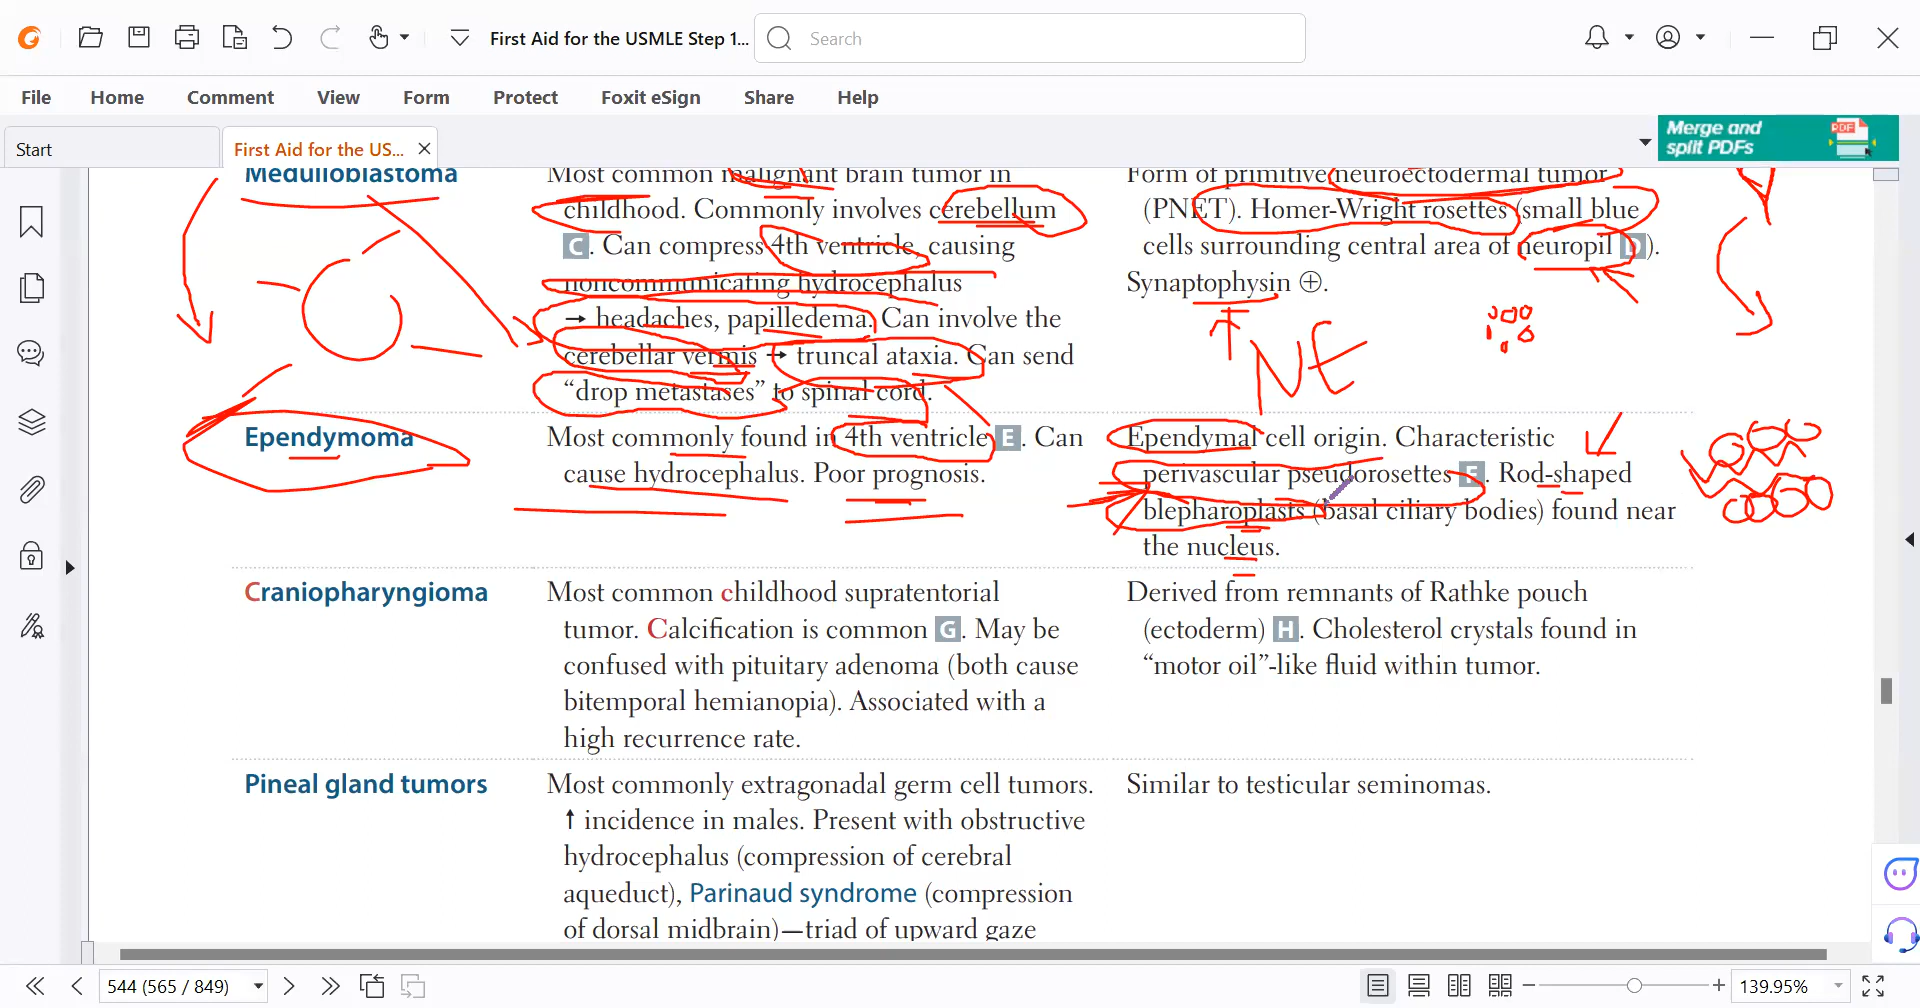 First Aid for the USMLE Step 1...
Search
File
Home
Comment
View
Form
Protect
Foxit eSign
Share
Help
Start
First Aid for the US...
Merge and
split PDFs
PDF
Medulloblastoma
Most common malignant brain tumor in
childhood. Commonly involves cerebellum
C. Can compress 4th ventricle, causing
noncommunicating hydrocephalus
→ headaches, papilledema. Can involve the
cerebellar vermis → truncal ataxia. Can send
“drop metastases” to spinal cord.
Form of primitive neuroectodermal tumor
(PNET). Homer-Wright rosettes (small blue
cells surrounding central area of neuropil D).
Synaptophysin ⊕.
NE
Ependymoma
Most commonly found in 4th ventricle E. Can
cause hydrocephalus. Poor prognosis.
Ependymal cell origin. Characteristic
perivascular pseudorosettes F. Rod-shaped
blepharoplasts (basal ciliary bodies) found near
the nucleus.
Craniopharyngioma
Most common childhood supratentorial
tumor. Calcification is common G. May be
confused with pituitary adenoma (both cause
bitemporal hemianopia). Associated with a
high recurrence rate.
Derived from remnants of Rathke pouch
(ectoderm) H. Cholesterol crystals found in
“motor oil”-like fluid within tumor.
Pineal gland tumors
Most commonly extragonadal germ cell tumors.
↑ incidence in males. Present with obstructive
hydrocephalus (compression of cerebral
aqueduct), Parinaud syndrome (compression
of dorsal midbrain)—triad of upward gaze
Similar to testicular seminomas.
544 (565 / 849)
139.95%